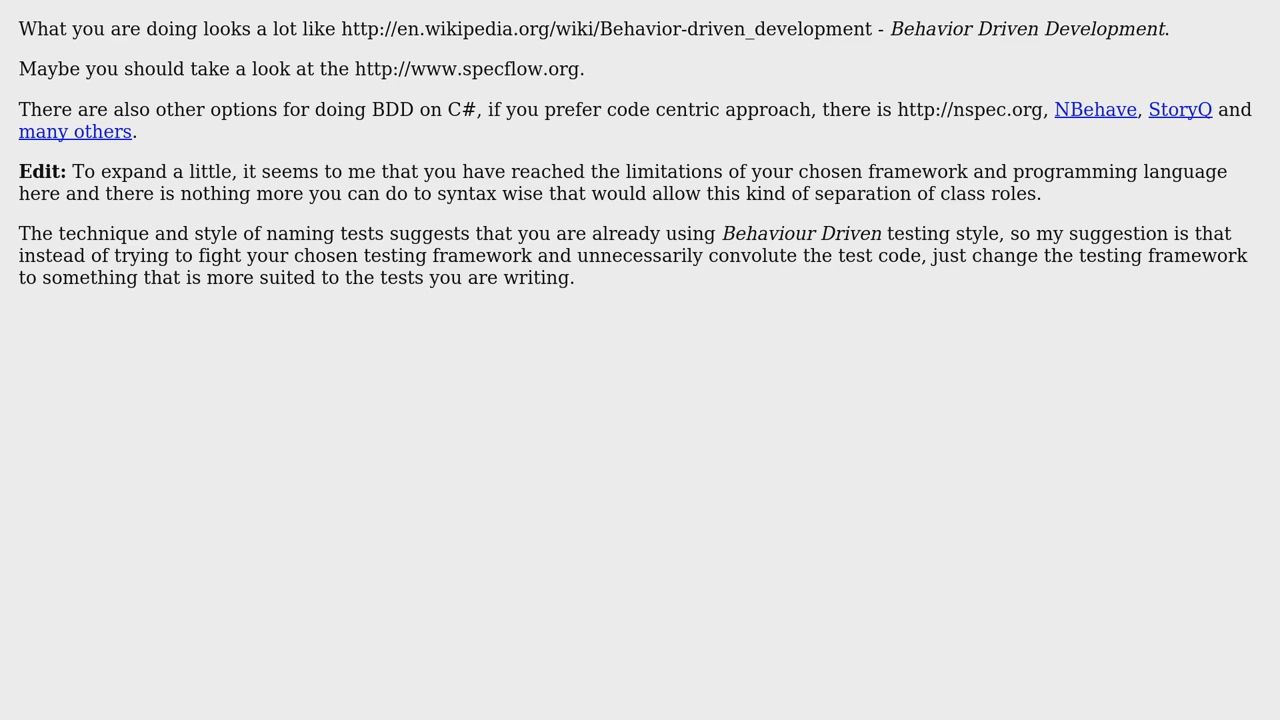 What you are doing looks a lot like http://en.wikipedia.org/wiki/Behavior-driven_development - Behavior Driven Development.
Maybe you should take a look at the http://www.specflow.org.
There are also other options for doing BDD on C#, if you prefer code centric approach, there is http://nspec.org, NBehave, StoryQ and
many others.
Edit: To expand a little, it seems to me that you have reached the limitations of your chosen framework and programming language
here and there is nothing more you can do to syntax wise that would allow this kind of separation of class roles.
The technique and style of naming tests suggests that you are already using Behaviour Driven testing style, so my suggestion is that
instead of trying to fight your chosen testing framework and unnecessarily convolute the test code, just change the testing framework
to something that is more suited to the tests you are writing.